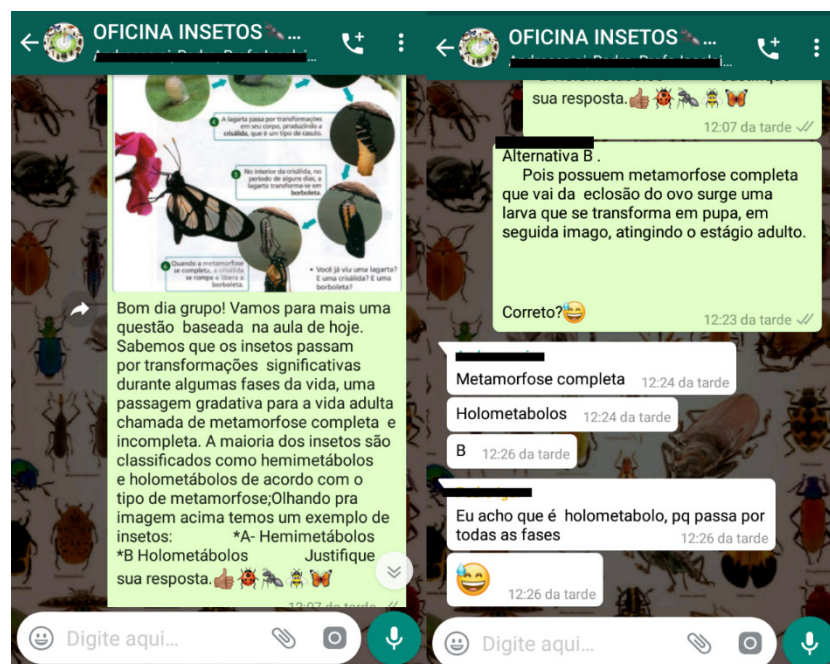 OFICINA INSETOS🦟...
A lagarta passa por transformações
em seu corpo, produzindo a
crisálida, que é um tipo de casulo.
No interior da crisálida, no
período de alguns dias, a
lagarta transforma-se em
borboleta.
Quando a metamorfose
se completa, a crisálida
se rompe e libera a
borboleta.
• Você já viu uma lagarta?
E uma crisálida? E uma
borboleta?
Bom dia grupo! Vamos para mais uma
questão baseada na aula de hoje.
Sabemos que os insetos passam
por transformações significativas
durante algumas fases da vida, uma
passagem gradativa para a vida adulta
chamada de metamorfose completa e
incompleta. A maioria dos insetos são
classificados como hemimetábolos
e holometábolos de acordo com o
tipo de metamorfose;Olhando pra
imagem acima temos um exemplo de
insetos: *A- Hemimetábolos
*B Holometábolos Justifique
sua resposta.👍🐞🐜🐝🦋
12:07 da tarde
Digite aqui...
OFICINA INSETOS🦟...
sua resposta.👍🐞🐜🐝🦋
12:07 da tarde
Alternativa B .
Pois possuem metamorfose completa
que vai da eclosão do ovo surge uma
larva que se transforma em pupa, em
seguida imago, atingindo o estágio adulto.
Correto?😅
12:23 da tarde
Metamorfose completa 12:24 da tarde
Holometabolos 12:24 da tarde
B 12:26 da tarde
Eu acho que é holometabolo, pq passa por
todas as fases 12:26 da tarde
😅 12:26 da tarde
Digite aqui...